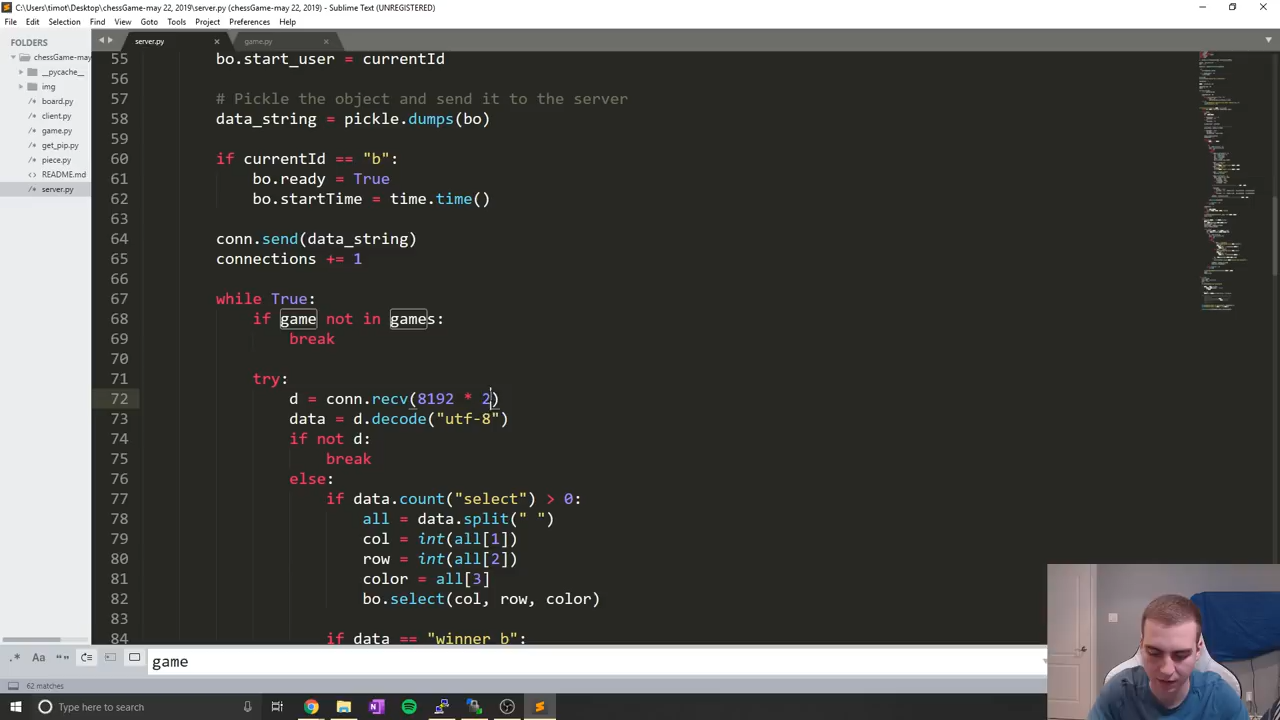 C:\Users\timot\Desktop\chessGame-may 22, 2019\server.py (chessGame-may 22, 2019) - Sublime Text (UNREGISTERED)
File Edit Selection Find View Goto Tools Project Preferences Help
FOLDERS
chessGame-may
__pycache__
img
board.py
client.py
game.py
get_pip.py
piece.py
README.md
server.py
server.py game.py
55 bo.start_user = currentId
56
57 # Pickle the object and send it to the server
58 data_string = pickle.dumps(bo)
59
60 if currentId == "b":
61 bo.ready = True
62 bo.startTime = time.time()
63
64 conn.send(data_string)
65 connections += 1
66
67 while True:
68 if game not in games:
69 break
70
71 try:
72 d = conn.recv(8192 * 2)
73 data = d.decode("utf-8")
74 if not d:
75 break
76 else:
77 if data.count("select") > 0:
78 all = data.split(" ")
79 col = int(all[1])
80 row = int(all[2])
81 color = all[3]
82 bo.select(col, row, color)
83
84 if data == "winner b":
.* Aa “”
game
62 matches
Type here to search